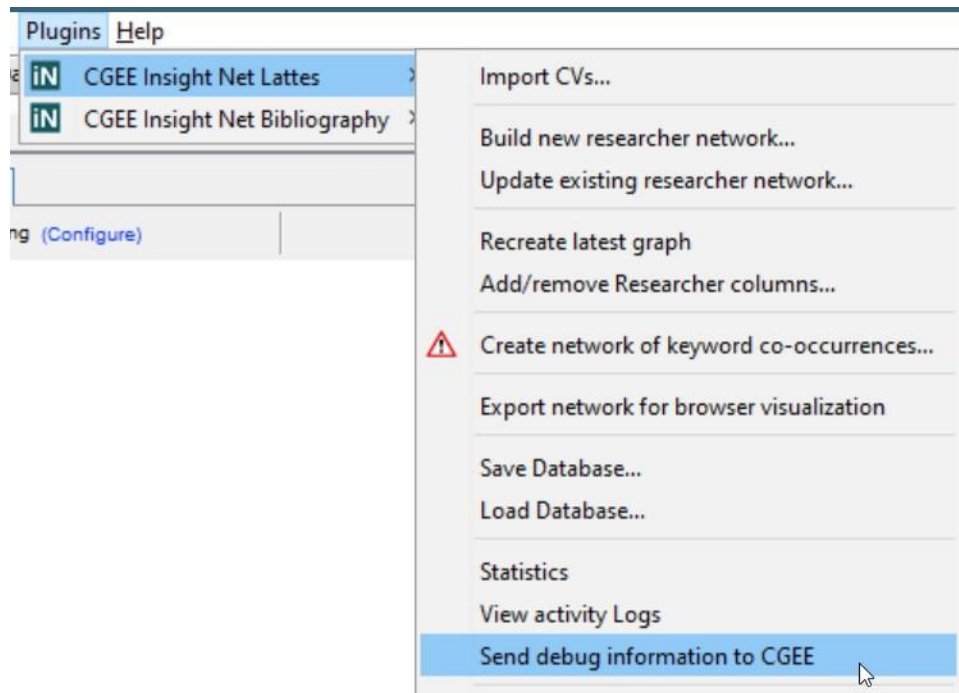 Plugins Help
iN CGEE Insight Net Lattes
iN CGEE Insight Net Bibliography
ng (Configure)
Import CVs...
Build new researcher network...
Update existing researcher network...
Recreate latest graph
Add/remove Researcher columns...
Create network of keyword co-occurrences...
Export network for browser visualization
Save Database...
Load Database...
Statistics
View activity Logs
Send debug information to CGEE